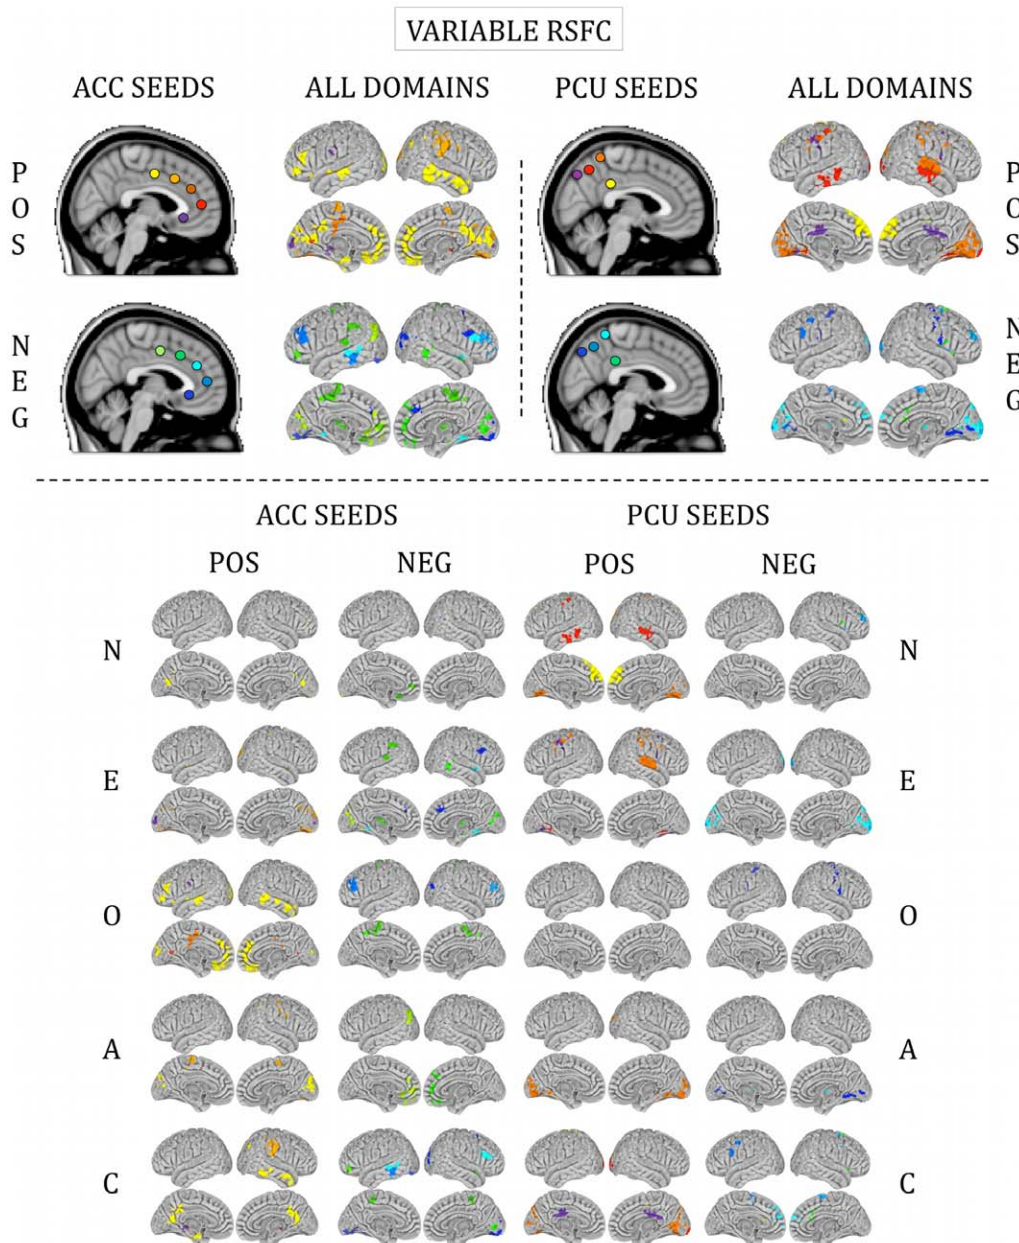 VARIABLE RSFC
ACC SEEDS ALL DOMAINS PCU SEEDS ALL DOMAINS
P O S P O S
N E G N E G
ACC SEEDS PCU SEEDS
POS NEG POS NEG
N N
E E
O O
A A
C C